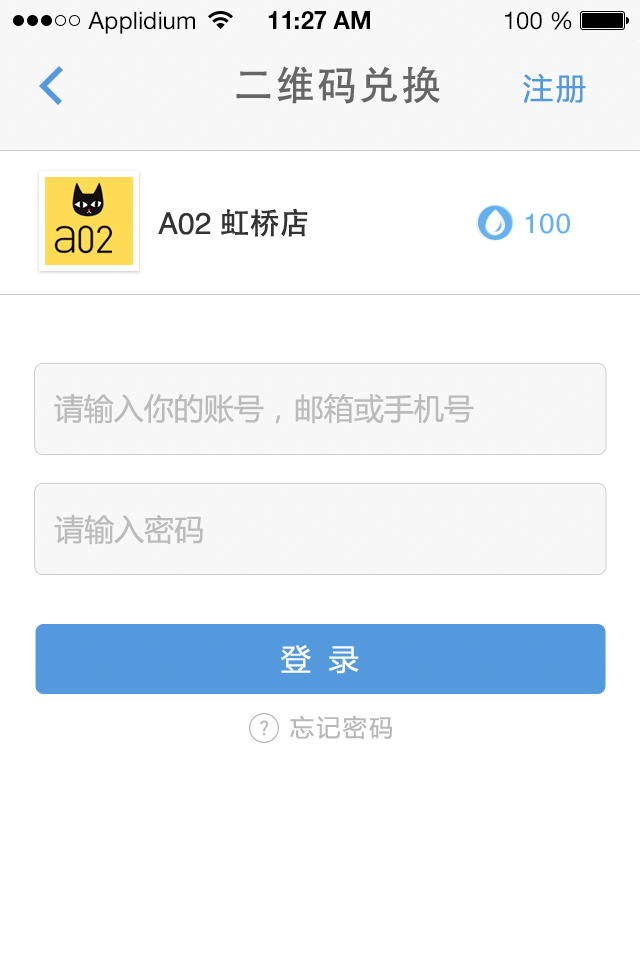 Applidium 11:27 AM 100 %
二维码兑换 注册
a02
A02 虹桥店 100
请输入你的账号，邮箱或手机号
请输入密码
登 录
? 忘记密码